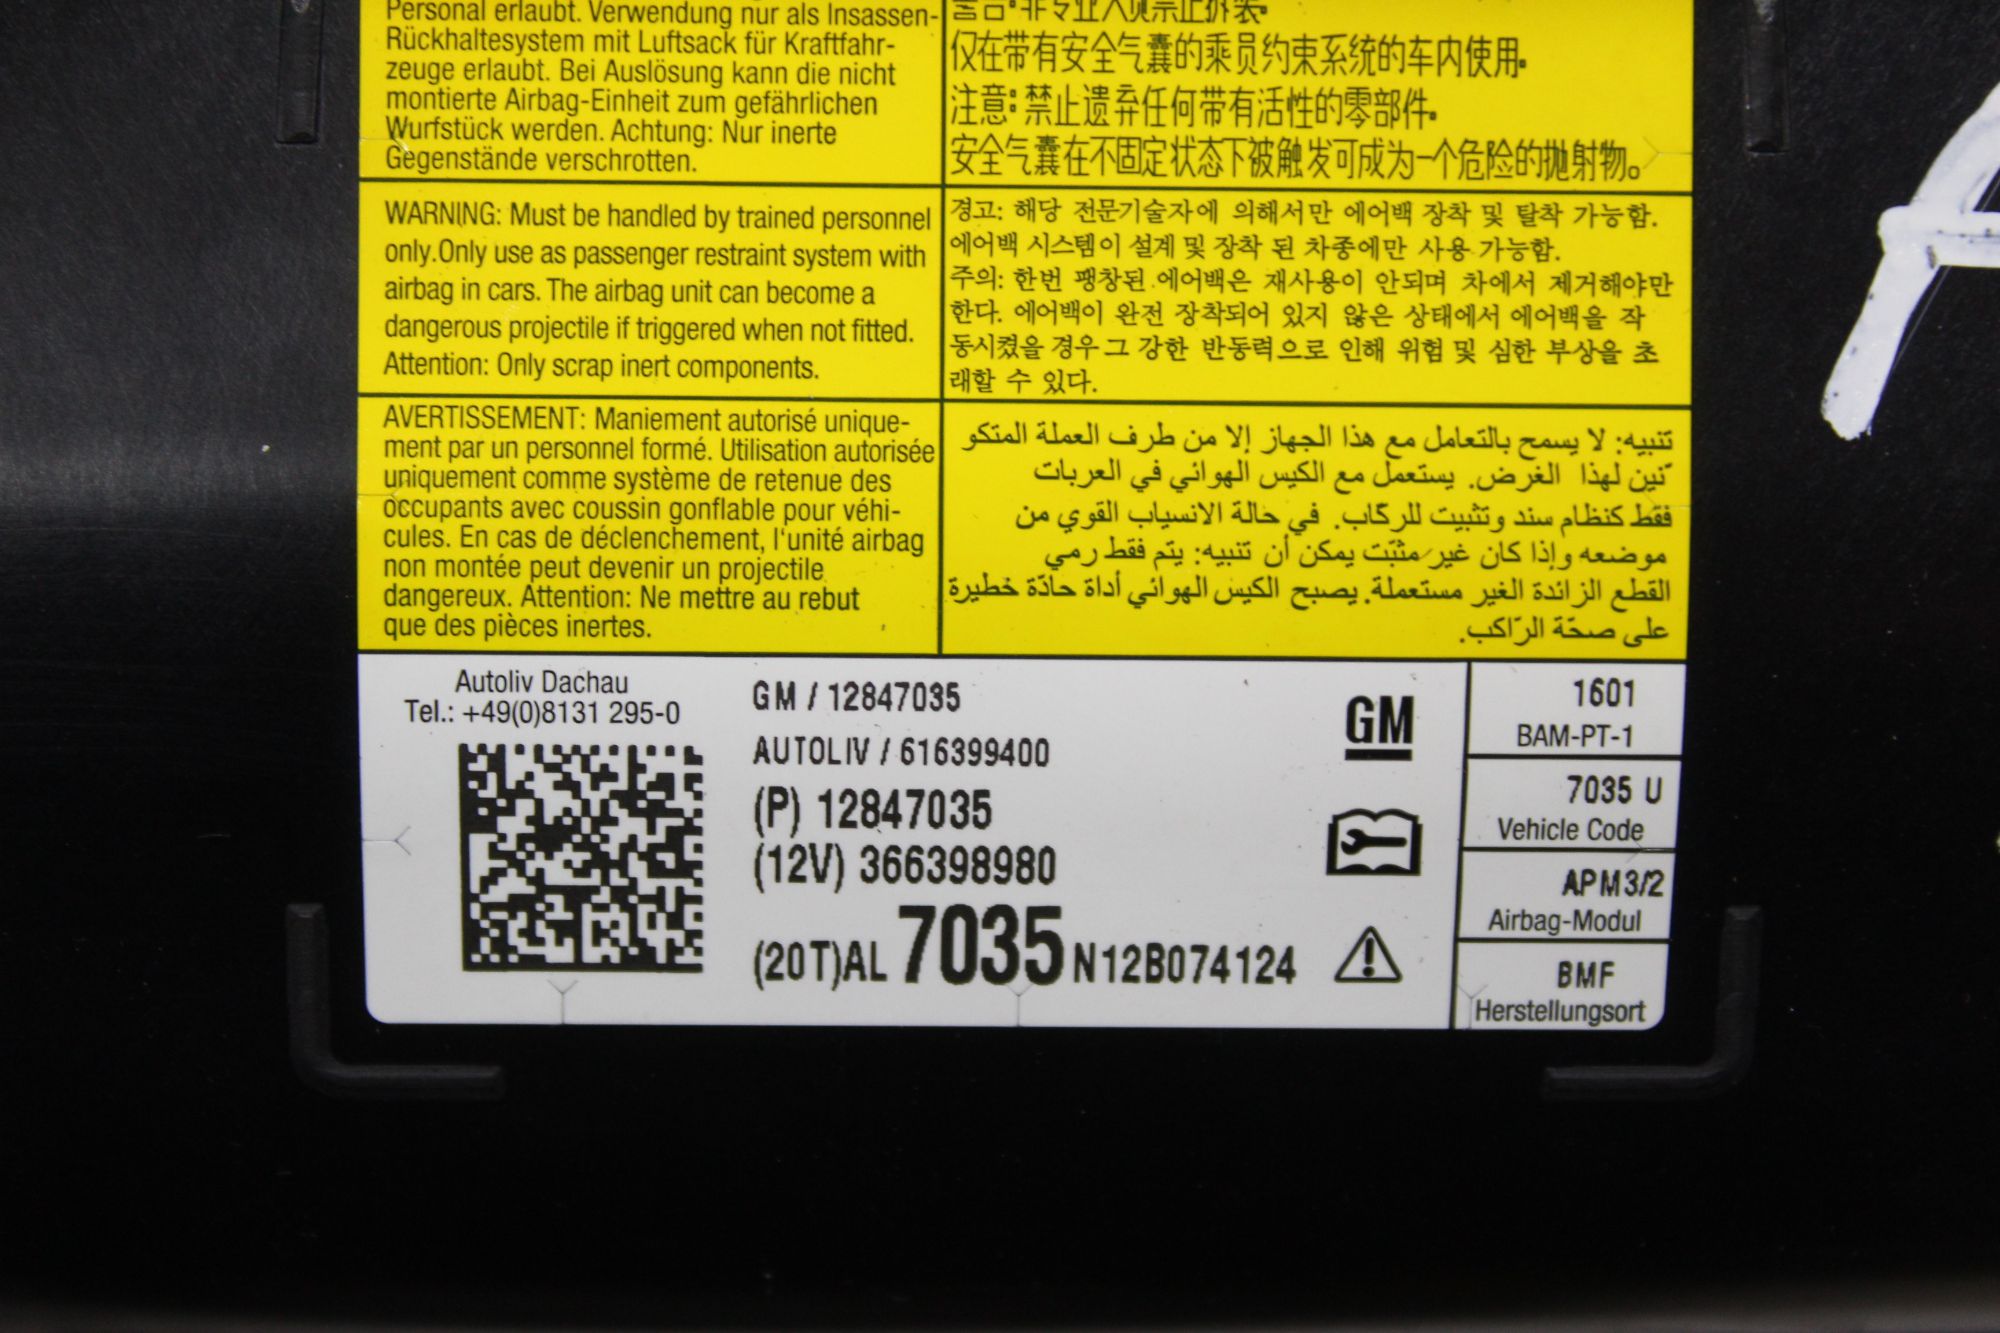 Personal erlaubt. Verwendung nur als Insassen-
Rückhaltesystem mit Luftsack für Kraftfahr-
zeuge erlaubt. Bei Auslösung kann die nicht
montierte Airbag-Einheit zum gefährlichen
Wurfstück werden. Achtung: Nur inerte
Gegenstände verschrotten.
警告:非专业人员禁止拆装。
仅在带有安全气囊的乘员约束系统的车内使用。
注意:禁止遗弃任何带有活性的零部件。
安全气囊在不固定状态下被触发可成为一个危险的抛射物。
WARNING: Must be handled by trained personnel
only.Only use as passenger restraint system with
airbag in cars. The airbag unit can become a
dangerous projectile if triggered when not fitted.
Attention: Only scrap inert components.
경고: 해당 전문기술자에 의해서만 에어백 장착 및 탈착 가능함.
에어백 시스템이 설계 및 장착 된 차종에만 사용 가능함.
주의: 한번 팽창된 에어백은 재사용이 안되며 차에서 제거해야만
한다. 에어백이 완전 장착되어 있지 않은 상태에서 에어백을 작
동시켰을 경우 그 강한 반동력으로 인해 위험 및 심한 부상을 초
래할 수 있다.
AVERTISSEMENT: Maniement autorisé unique-
ment par un personnel formé. Utilisation autorisée
uniquement comme système de retenue des
occupants avec coussin gonflable pour véhi-
cules. En cas de déclenchement, l'unité airbag
non montée peut devenir un projectile
dangereux. Attention: Ne mettre au rebut
que des pièces inertes.
تنبيه: لا يسمح بالتعامل مع هذا الجهاز إلا من طرف العملة المتكو
ّنين لهذا الغرض. يستعمل مع الكيس الهوائي في العربات
فقط كنظام سند وتثبيت للركّاب. في حالة الانسياب القوي من
موضعه وإذا كان غير مثبّت يمكن أن تنبيه: يتم فقط رمي
القطع الزائدة الغير مستعملة. يصبح الكيس الهوائي أداة حادّة خطيرة
على صحّة الرّاكب.
Autoliv Dachau
Tel.: +49(0)8131 295-0
GM / 12847035
AUTOLIV / 616399400
(P) 12847035
(12V) 366398980
(20T)AL 7035 N12B074124
GM
1601
BAM-PT-1
7035 U
Vehicle Code
APM3/2
Airbag-Modul
BMF
Herstellungsort